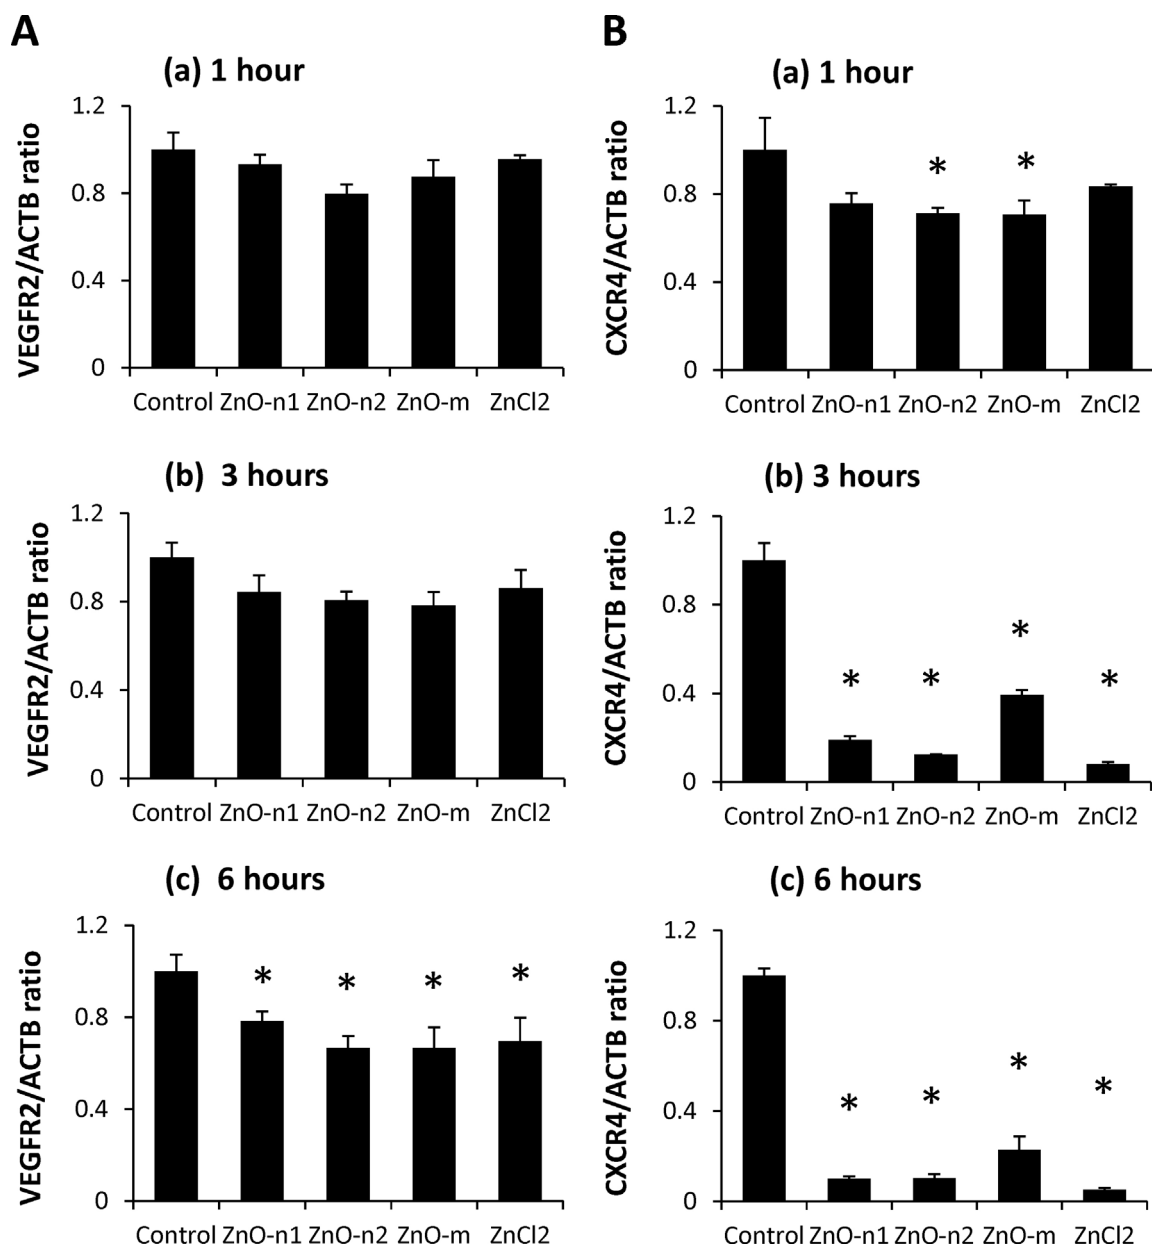 A
(a) 1 hour
VEGFR2/ACTB ratio
1.2
0.8
0.4
0
Control ZnO-n1 ZnO-n2 ZnO-m ZnCl2
(b) 3 hours
VEGFR2/ACTB ratio
1.2
0.8
0.4
0
Control ZnO-n1 ZnO-n2 ZnO-m ZnCl2
(c) 6 hours
VEGFR2/ACTB ratio
1.2
0.8
0.4
0
* * * *
Control ZnO-n1 ZnO-n2 ZnO-m ZnCl2
B
(a) 1 hour
CXCR4/ACTB ratio
1.2
0.8
0.4
0
* *
Control ZnO-n1 ZnO-n2 ZnO-m ZnCl2
(b) 3 hours
CXCR4/ACTB ratio
1.2
0.8
0.4
0
* * * *
Control ZnO-n1 ZnO-n2 ZnO-m ZnCl2
(c) 6 hours
CXCR4/ACTB ratio
1.2
0.8
0.4
0
* * * *
Control ZnO-n1 ZnO-n2 ZnO-m ZnCl2